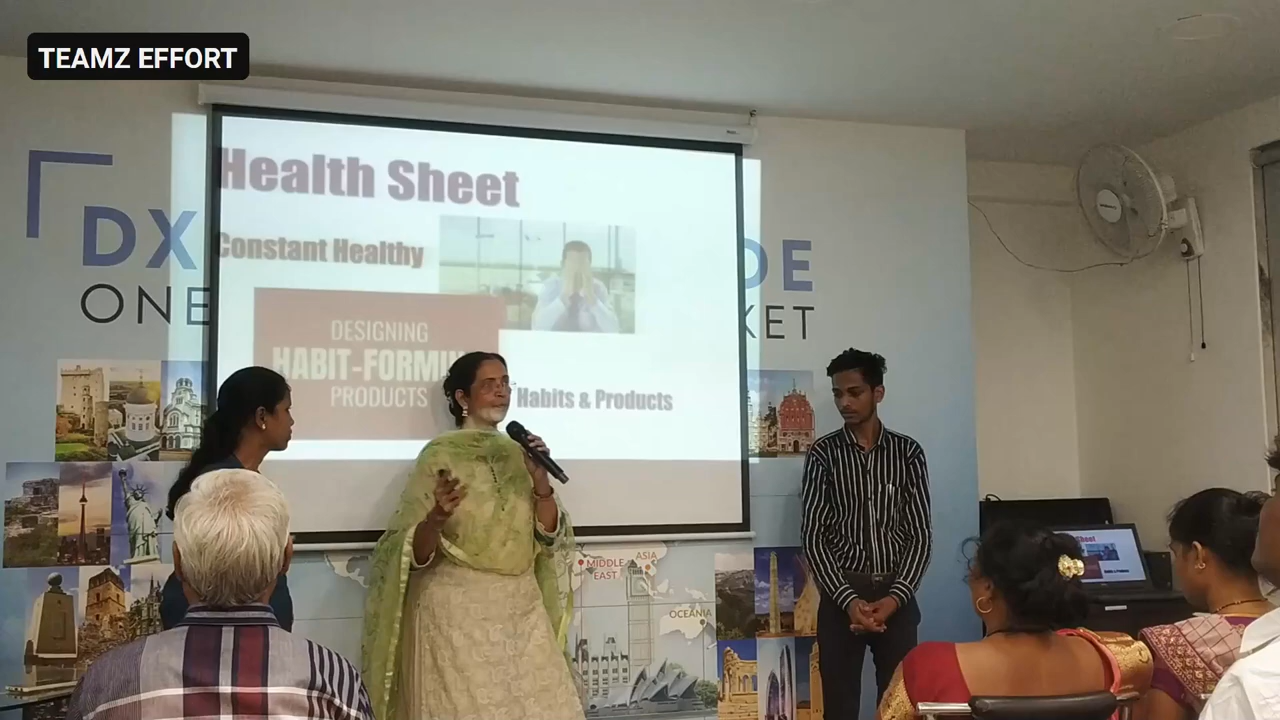 TEAMZ EFFORT
Health Sheet
Constant Healthy
DX
DE
ONE
KET
DESIGNING
HABIT-FORMIN
PRODUCTS
Habits & Products
MIDDLE
EAST
ASIA
OCEANIA
Sheet